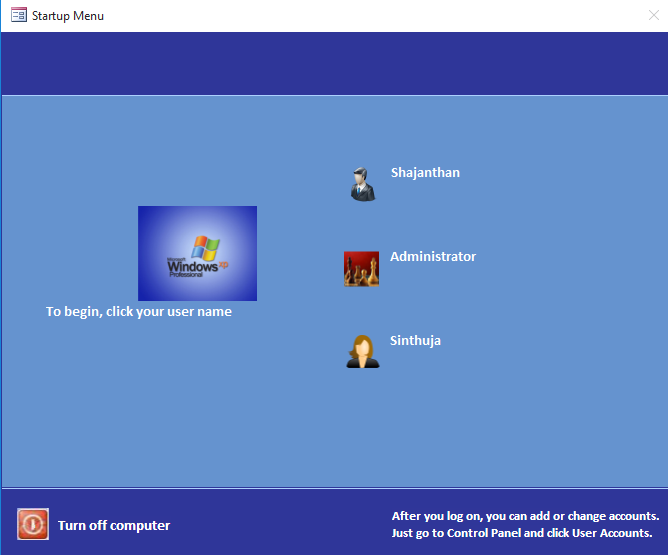 Startup Menu
Shajanthan
Microsoft
Windows xp
Professional
Administrator
To begin, click your user name
Sinthuja
Turn off computer
After you log on, you can add or change accounts.
Just go to Control Panel and click User Accounts.